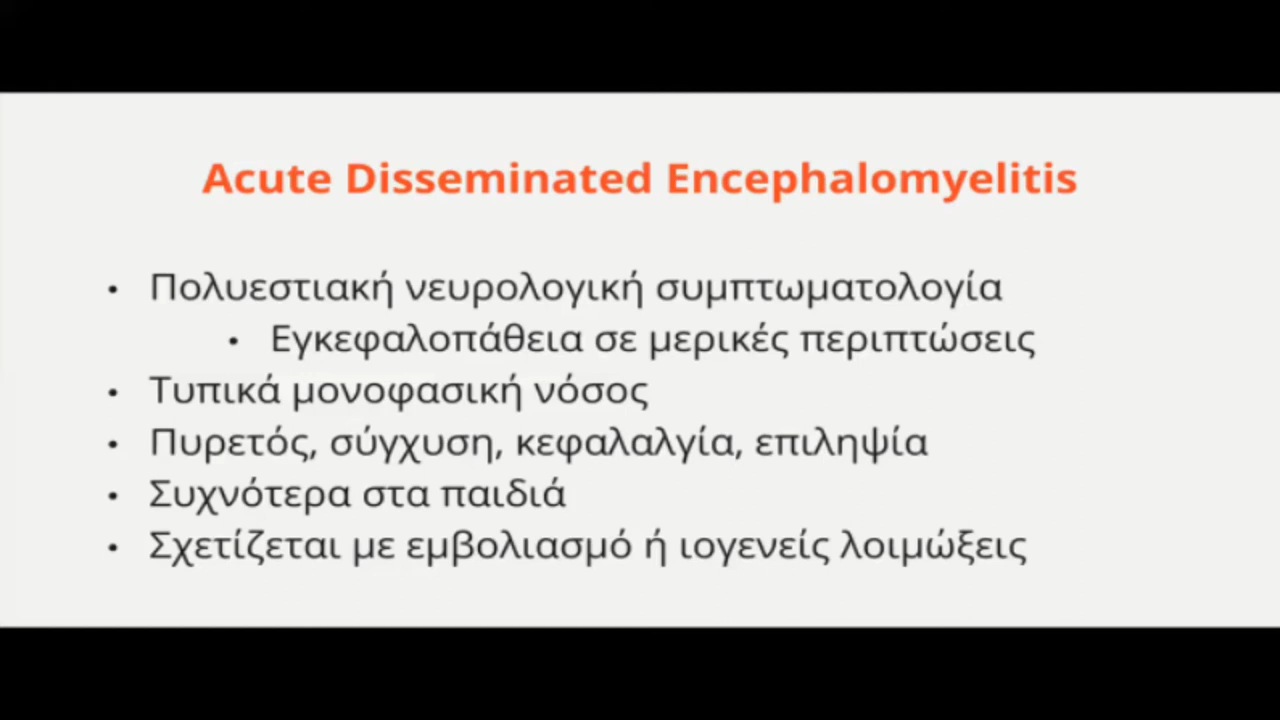 Acute Disseminated Encephalomyelitis
• Πολυεστιακή νευρολογική συμπτωματολογία
• Εγκεφαλοπάθεια σε μερικές περιπτώσεις
• Τυπικά μονοφασική νόσος
• Πυρετός, σύγχυση, κεφαλαλγία, επιληψία
• Συχνότερα στα παιδιά
• Σχετίζεται με εμβολιασμό ή ιογενείς λοιμώξεις